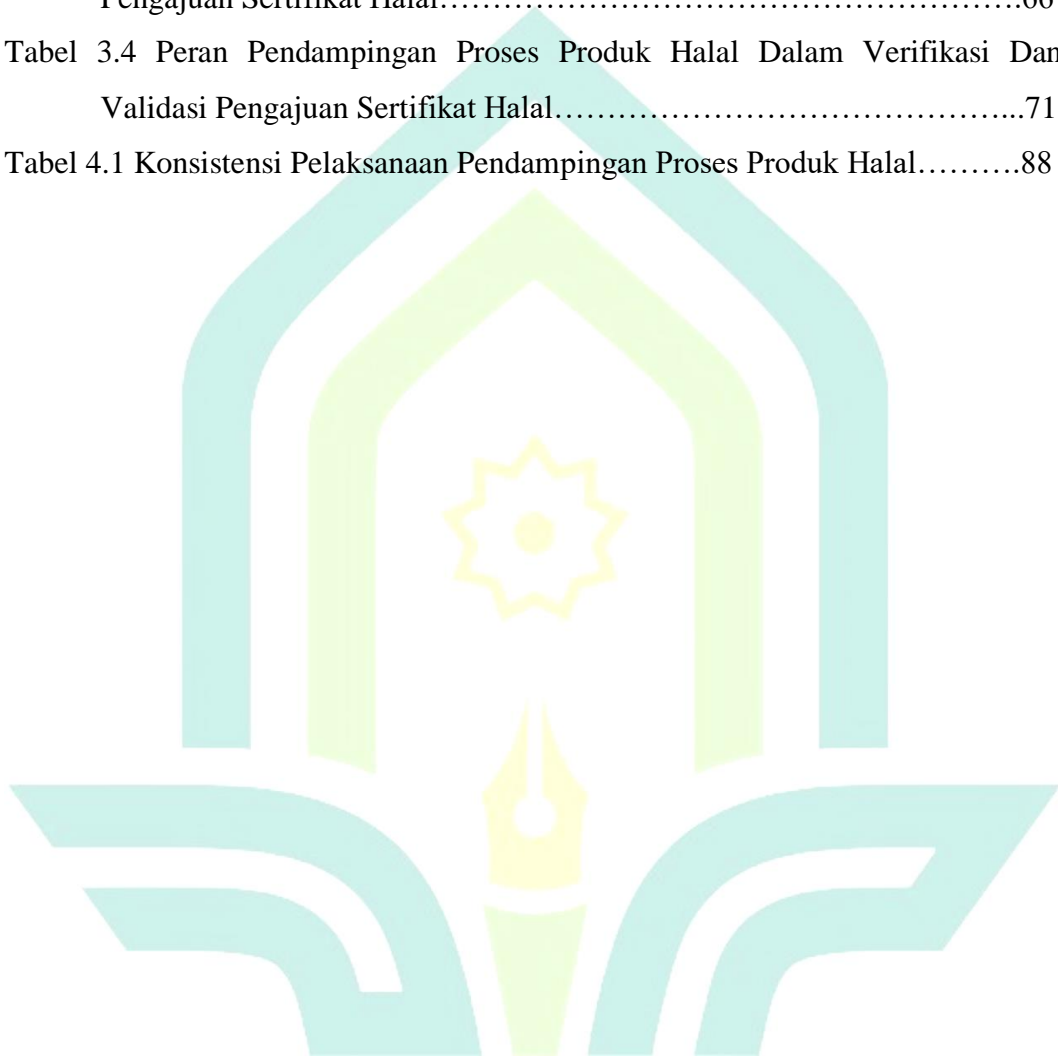 Pengajuan Sertifikat Halal……………………………………………….66
Tabel 3.4 Peran Pendampingan Proses Produk Halal Dalam Verifikasi Dan
Validasi Pengajuan Sertifikat Halal…………………………………...71
Tabel 4.1 Konsistensi Pelaksanaan Pendampingan Proses Produk Halal……….88